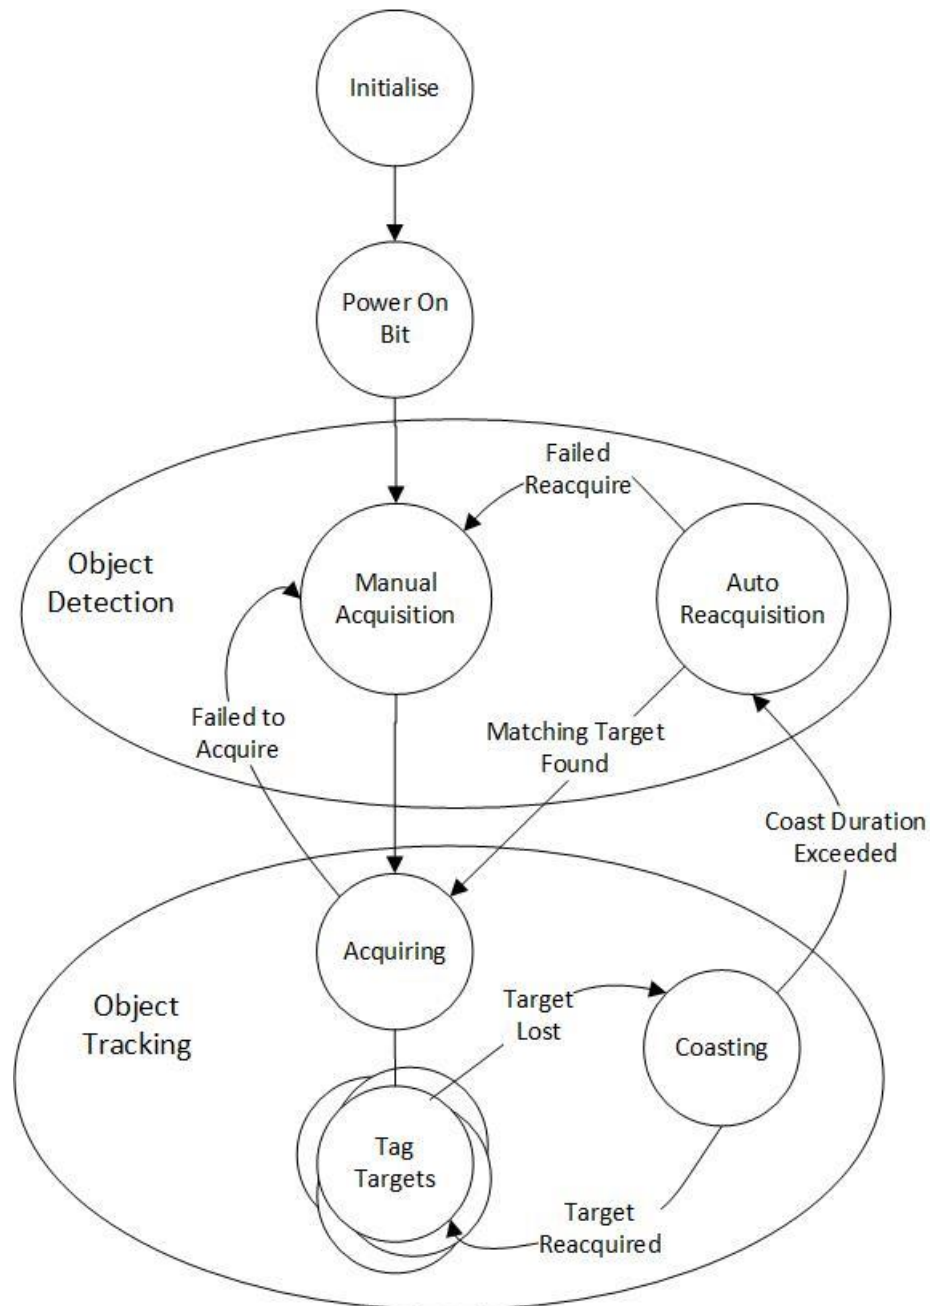 Initialise
Power On
Bit
Failed
Reacquire
Object
Detection
Manual
Acquisition
Auto
Reacquisition
Failed to
Acquire
Matching Target
Found
Coast Duration
Exceeded
Acquiring
Object
Tracking
Target
Lost
Coasting
Tag
Targets
Target
Reacquired